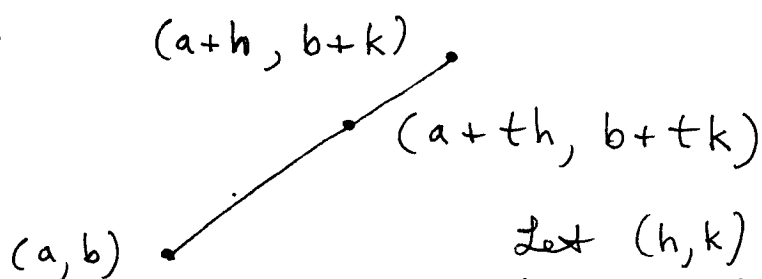 (a+h, b+k)
(a+th, b+tk)
(a,b)
Let (h,k)